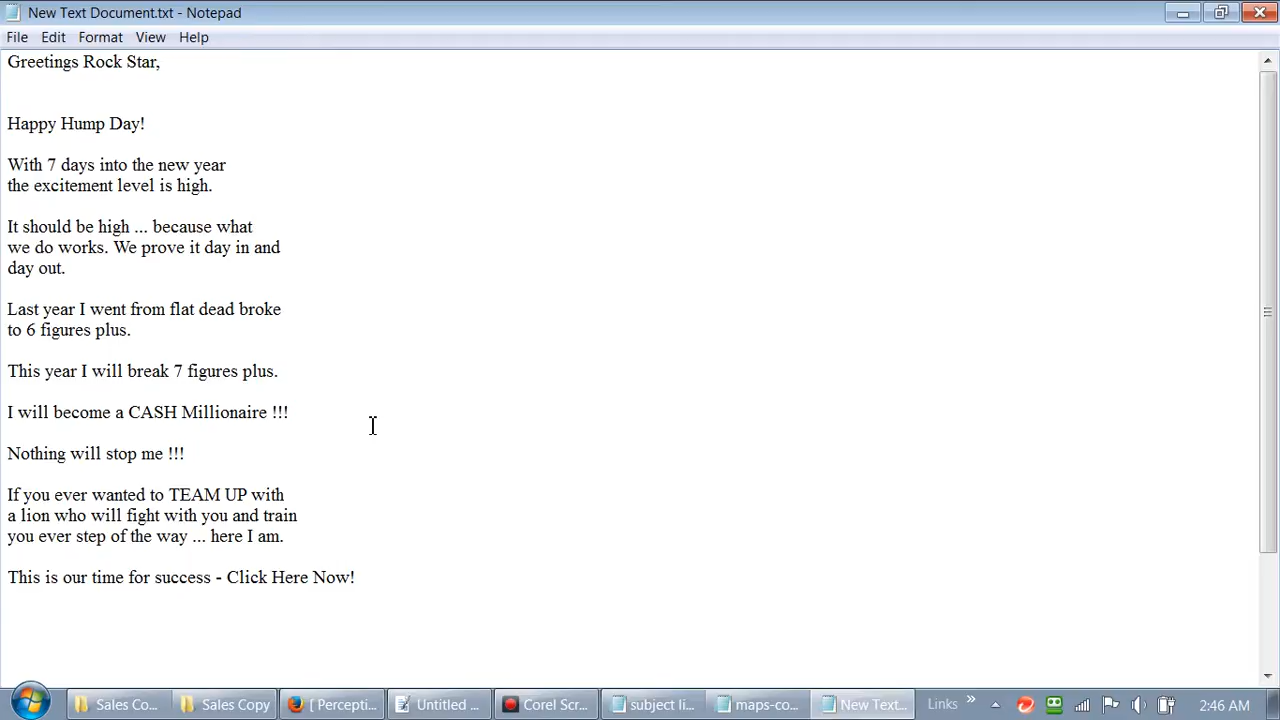 New Text Document.txt - Notepad
File Edit Format View Help
Greetings Rock Star,
Happy Hump Day!
With 7 days into the new year
the excitement level is high.
It should be high ... because what
we do works. We prove it day in and
day out.
Last year I went from flat dead broke
to 6 figures plus.
This year I will break 7 figures plus.
I will become a CASH Millionaire !!!
Nothing will stop me !!!
If you ever wanted to TEAM UP with
a lion who will fight with you and train
you ever step of the way ... here I am.
This is our time for success - Click Here Now!
Sales Co... Sales Copy [ Percepti... Untitled ... Corel Scr... subject li... maps-co... New Text... Links » 2:46 AM